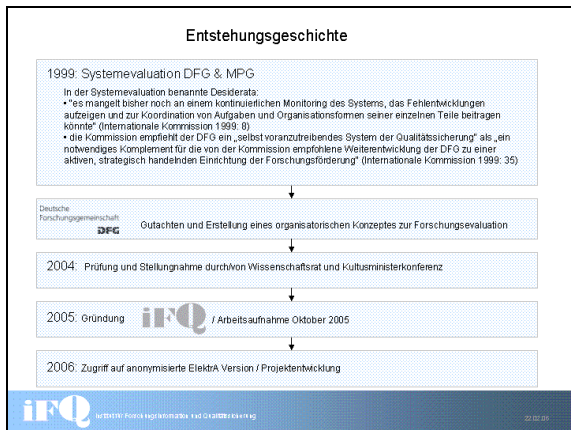 Entstehungsgeschichte
1999: Systemevaluation DFG & MPG
In der Systemevaluation benannte Desiderata:
• "es mangelt bisher noch an einem kontinuierlichen Monitoring des Systems, das Fehlentwicklungen
aufzeigen und zur Koordination von Aufgaben und Organisationsformen seiner einzelnen Teile beitragen
könnte" (Internationale Kommission 1999: 8)
• die Kommission empfiehlt der DFG ein „selbst voranzutreibendes System der Qualitätssicherung" als „ein
notwendiges Komplement für die von der Kommission empfohlene Weiterentwicklung der DFG zu einer
aktiven, strategisch handelnden Einrichtung der Forschungsförderung" (Internationale Kommission 1999: 35)
Deutsche
Forschungsgemeinschaft
DFG
Gutachten und Erstellung eines organisatorischen Konzeptes zur Forschungsevaluation
2004: Prüfung und Stellungnahme durch/von Wissenschaftsrat und Kultusministerkonferenz
2005: Gründung iFQ / Arbeitsaufnahme Oktober 2005
2006: Zugriff auf anonymisierte ElektrA Version / Projektentwicklung
iFQ Institut für Forschungsinformation und Qualitätssicherung